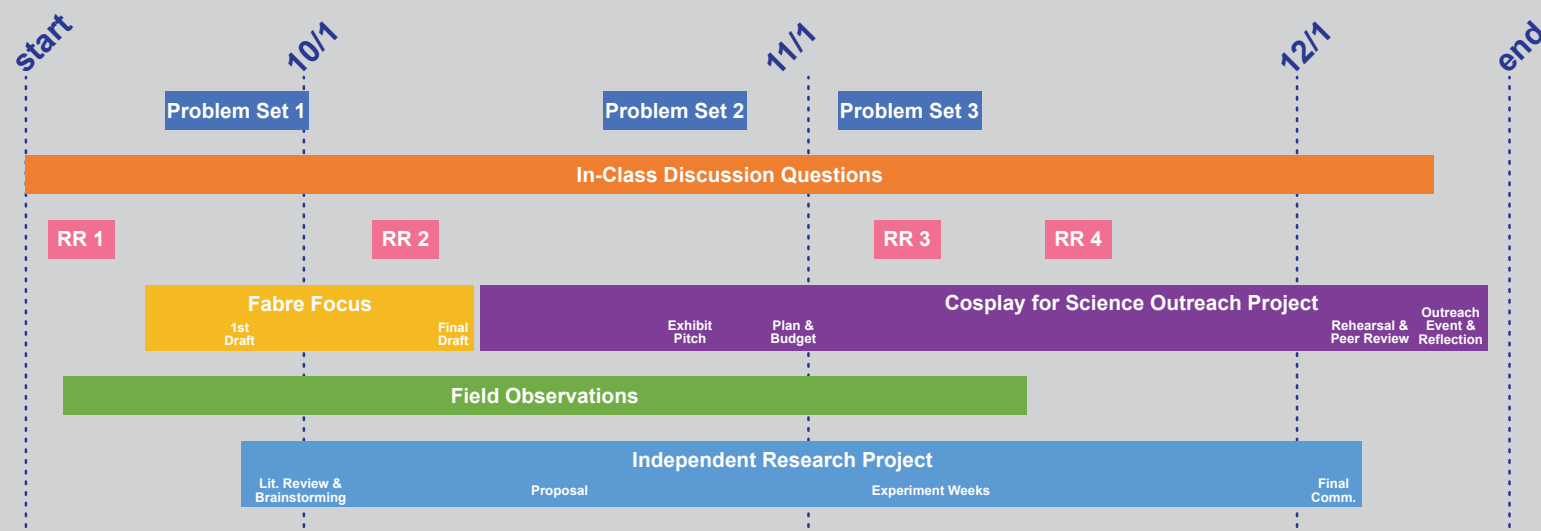 start
10/1
11/1
12/1
end
Problem Set 1
Problem Set 2
Problem Set 3
In-Class Discussion Questions
RR 1
RR 2
RR 3
RR 4
Fabre Focus
1st
Draft
Final
Draft
Cosplay for Science Outreach Project
Exhibit
Pitch
Plan &
Budget
Rehearsal &
Peer Review
Outreach
Event &
Reflection
Field Observations
Independent Research Project
Lit. Review &
Brainstorming
Proposal
Experiment Weeks
Final
Comm.